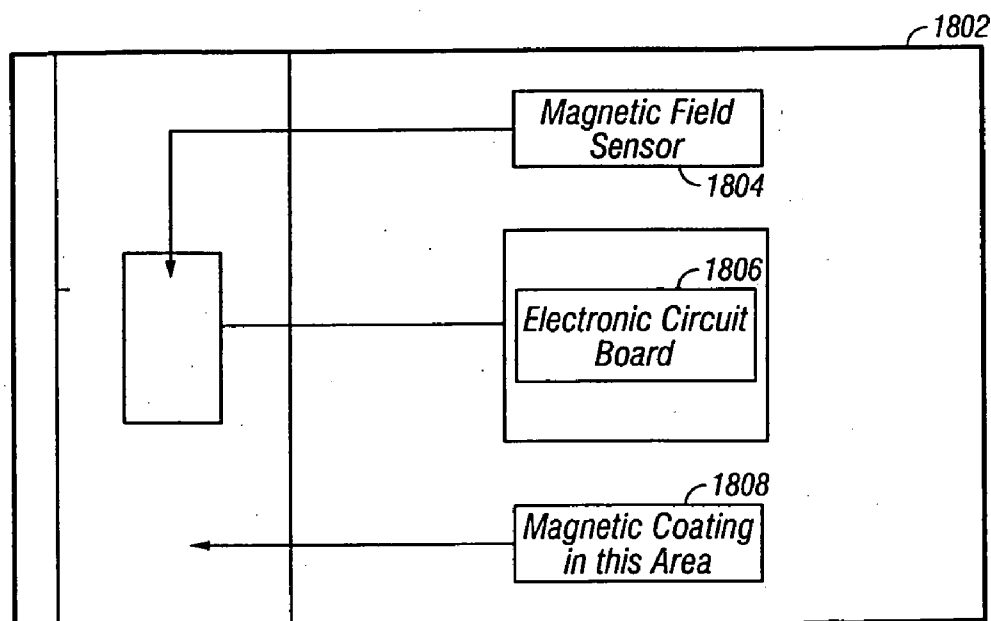 1802
Magnetic Field
Sensor
1804
1806
Electronic Circuit
Board
1808
Magnetic Coating
in this Area